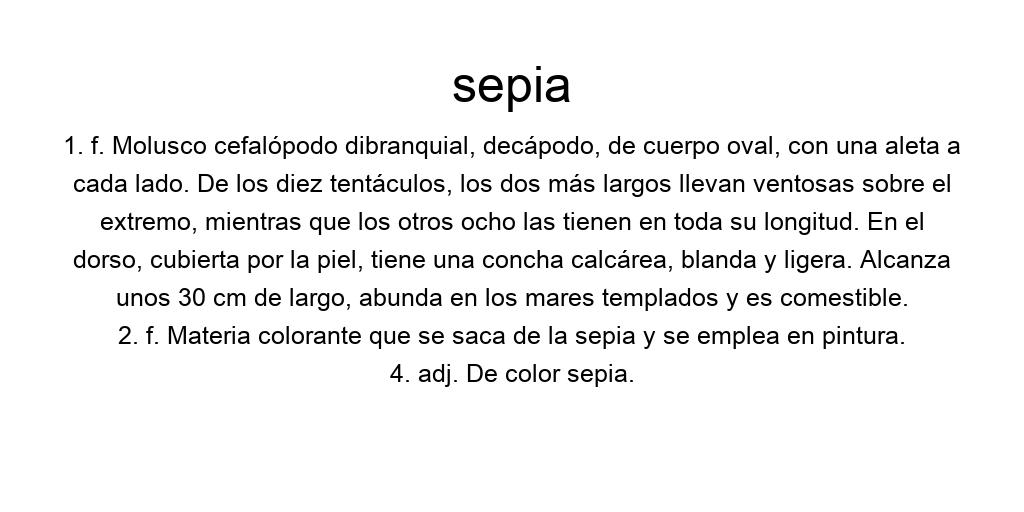 sepia
1. f. Molusco cefalópodo dibranquial, decápodo, de cuerpo oval, con una aleta a
cada lado. De los diez tentáculos, los dos más largos llevan ventosas sobre el
extremo, mientras que los otros ocho las tienen en toda su longitud. En el
dorso, cubierta por la piel, tiene una concha calcárea, blanda y ligera. Alcanza
unos 30 cm de largo, abunda en los mares templados y es comestible.
2. f. Materia colorante que se saca de la sepia y se emplea en pintura.
4. adj. De color sepia.